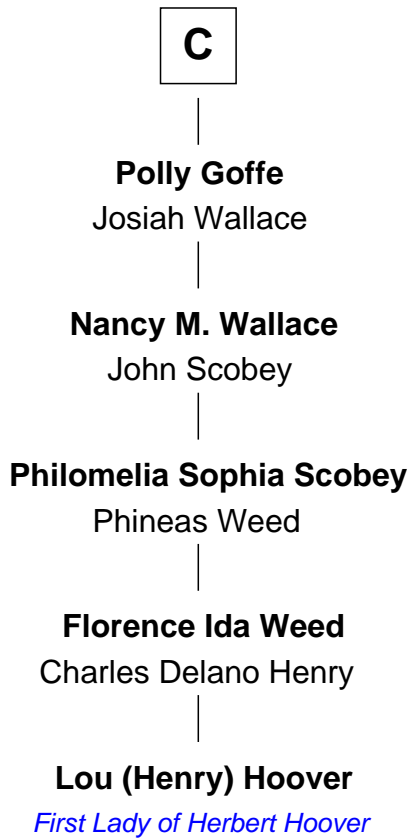 C
Polly Goffe
Josiah Wallace
Nancy M. Wallace
John Scobey
Philomelia Sophia Scobey
Phineas Weed
Florence Ida Weed
Charles Delano Henry
Lou (Henry) Hoover
First Lady of Herbert Hoover